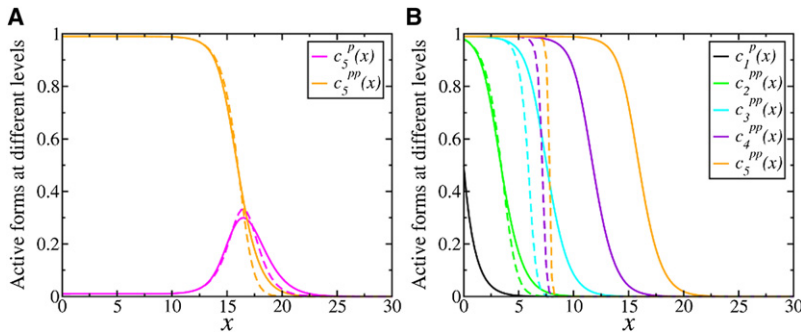 A
B
Active forms at different levels
1
0.8
0.6
0.4
0.2
0
0 5 10 15 20 25 30
x
c₅ᵖ(x)
c₅ᵖᵖ(x)
Active forms at different levels
1
0.8
0.6
0.4
0.2
0
0 5 10 15 20 25 30
x
c₁ᵖ(x)
c₂ᵖᵖ(x)
c₃ᵖᵖ(x)
c₄ᵖᵖ(x)
c₅ᵖᵖ(x)